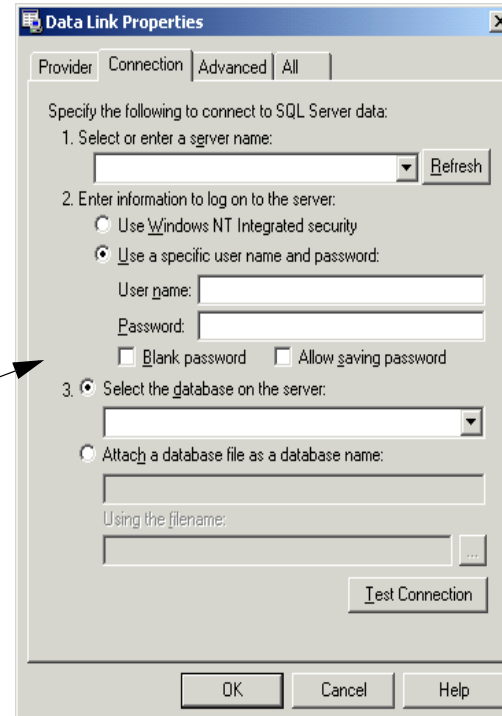 Data Link Properties
Provider Connection Advanced All
Specify the following to connect to SQL Server data:
1. Select or enter a server name:
Refresh
2. Enter information to log on to the server:
Use Windows NT Integrated security
Use a specific user name and password:
User name:
Password:
Blank password Allow saving password
3. Select the database on the server:
Attach a database file as a database name:
Using the filename:
...
Test Connection
OK Cancel Help